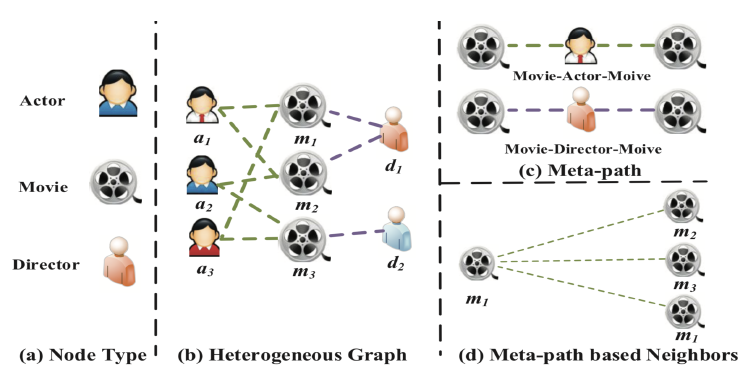 Actor
Movie
Director
(a) Node Type
a1
a2
a3
m1
m2
m3
d1
d2
(b) Heterogeneous Graph
Movie-Actor-Moive
Movie-Director-Moive
(c) Meta-path
m1
m2
m3
m1
(d) Meta-path based Neighbors